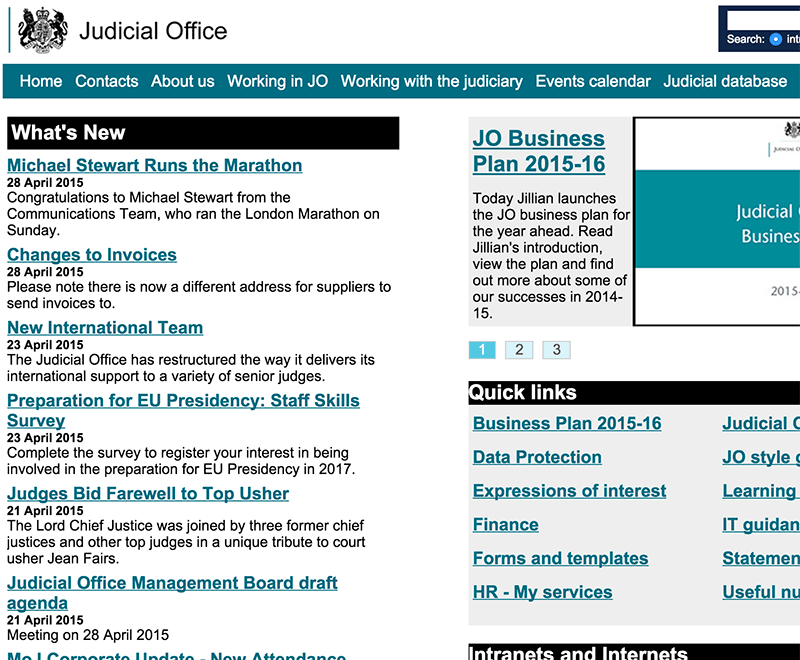 Judicial Office
Search:
Home Contacts About us Working in JO Working with the judiciary Events calendar Judicial database
What's New
Michael Stewart Runs the Marathon
28 April 2015
Congratulations to Michael Stewart from the
Communications Team, who ran the London Marathon on
Sunday.
Changes to Invoices
28 April 2015
Please note there is now a different address for suppliers to
send invoices to.
New International Team
23 April 2015
The Judicial Office has restructured the way it delivers its
international support to a variety of senior judges.
Preparation for EU Presidency: Staff Skills
Survey
23 April 2015
Complete the survey to register your interest in being
involved in the preparation for EU Presidency in 2017.
Judges Bid Farewell to Top Usher
21 April 2015
The Lord Chief Justice was joined by three former chief
justices and other top judges in a unique tribute to court
usher Jean Fairs.
Judicial Office Management Board draft
agenda
21 April 2015
Meeting on 28 April 2015
MoJ Corporate Update - New Attendance
JO Business
Plan 2015-16
Today Jillian launches
the JO business plan for
the year ahead. Read
Jillian's introduction,
view the plan and find
out more about some of
our successes in 2014-
15.
Judicial
Busines
2015-
1 2 3
Quick links
Business Plan 2015-16
Data Protection
Expressions of interest
Finance
Forms and templates
HR - My services
Judicial
JO style
Learning
IT guidan
Statemen
Useful nu
Intranets and Internets